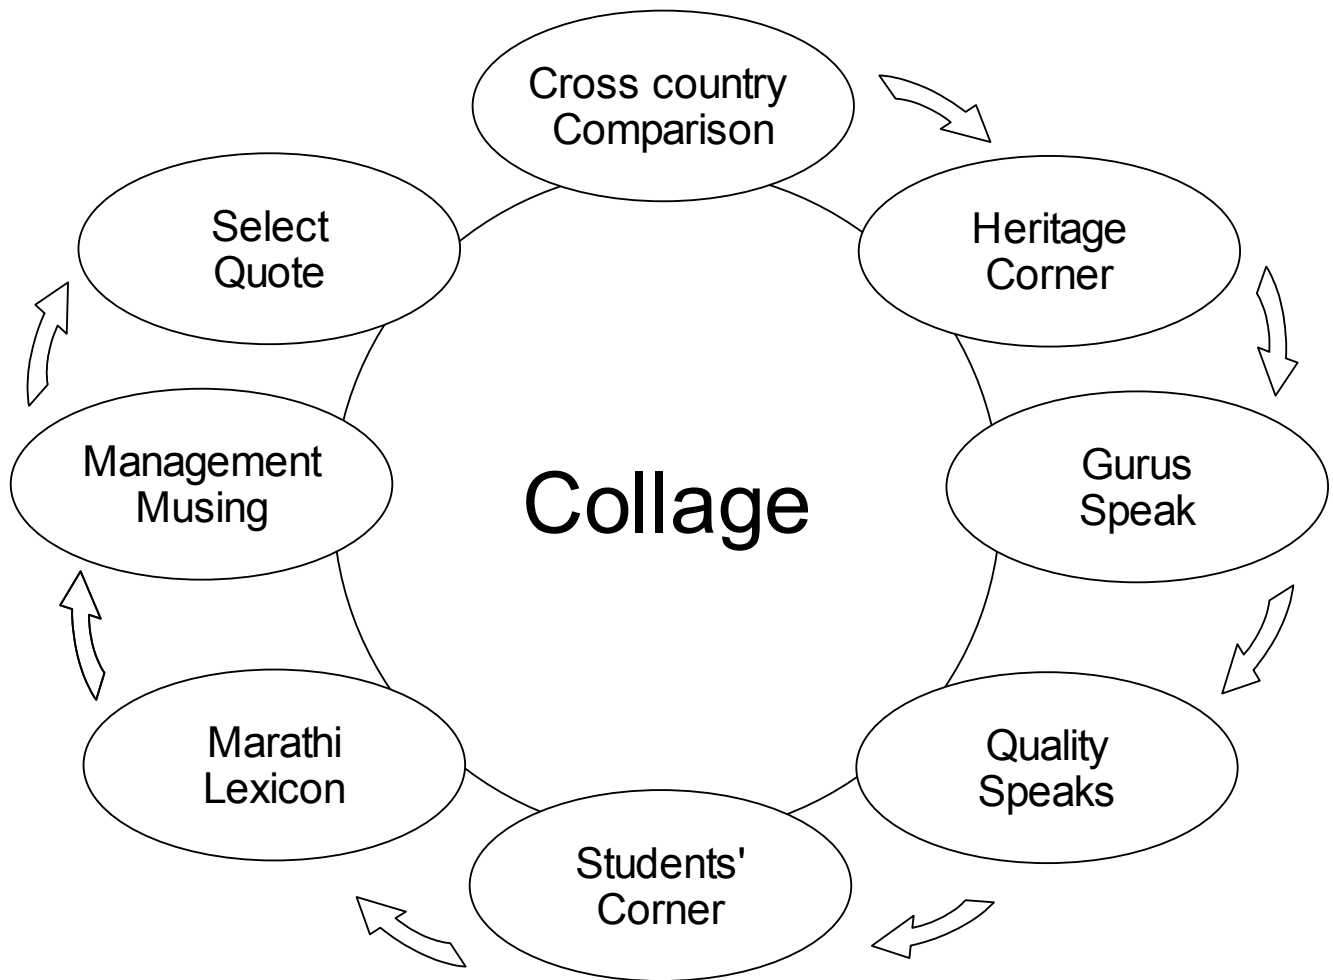 Cross country
Comparison
Heritage
Corner
Gurus
Speak
Quality
Speaks
Students'
Corner
Marathi
Lexicon
Management
Musing
Select
Quote
Collage